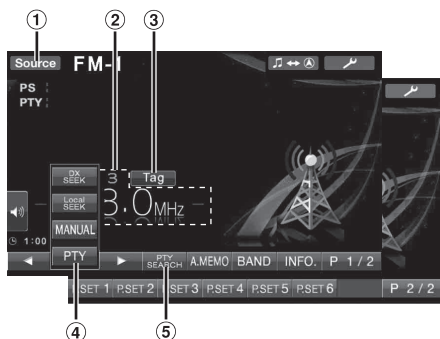 ① ② ③
Source FM-1
PS :
PTY :
DX SEEK
3 Tag
Local SEEK
3.0MHz
MANUAL
1:00
PTY
PTY SEARCH A.MEMO BAND INFO. P 1/2
P.SET 2 SET 3 P.SET 4 P.SET 5 P.SET 6 P 2/2
④ ⑤